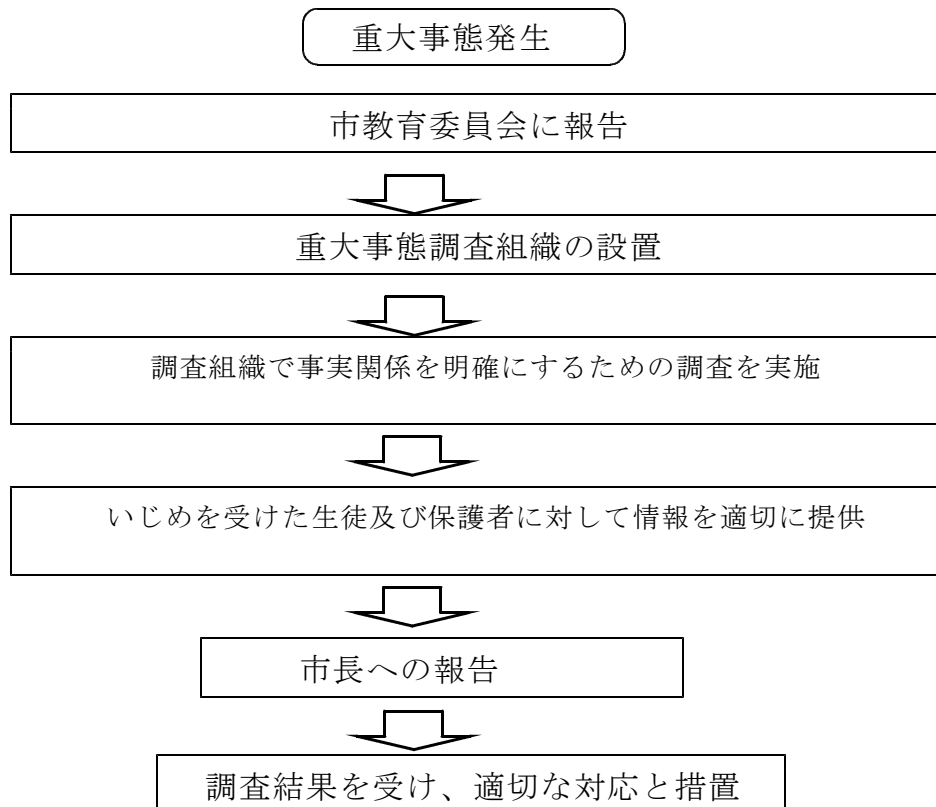 重大事態発生
市教育委員会に報告
重大事態調査組織の設置
調査組織で事実関係を明確にするための調査を実施
いじめを受けた生徒及び保護者に対して情報を適切に提供
市長への報告
調査結果を受け、適切な対応と措置